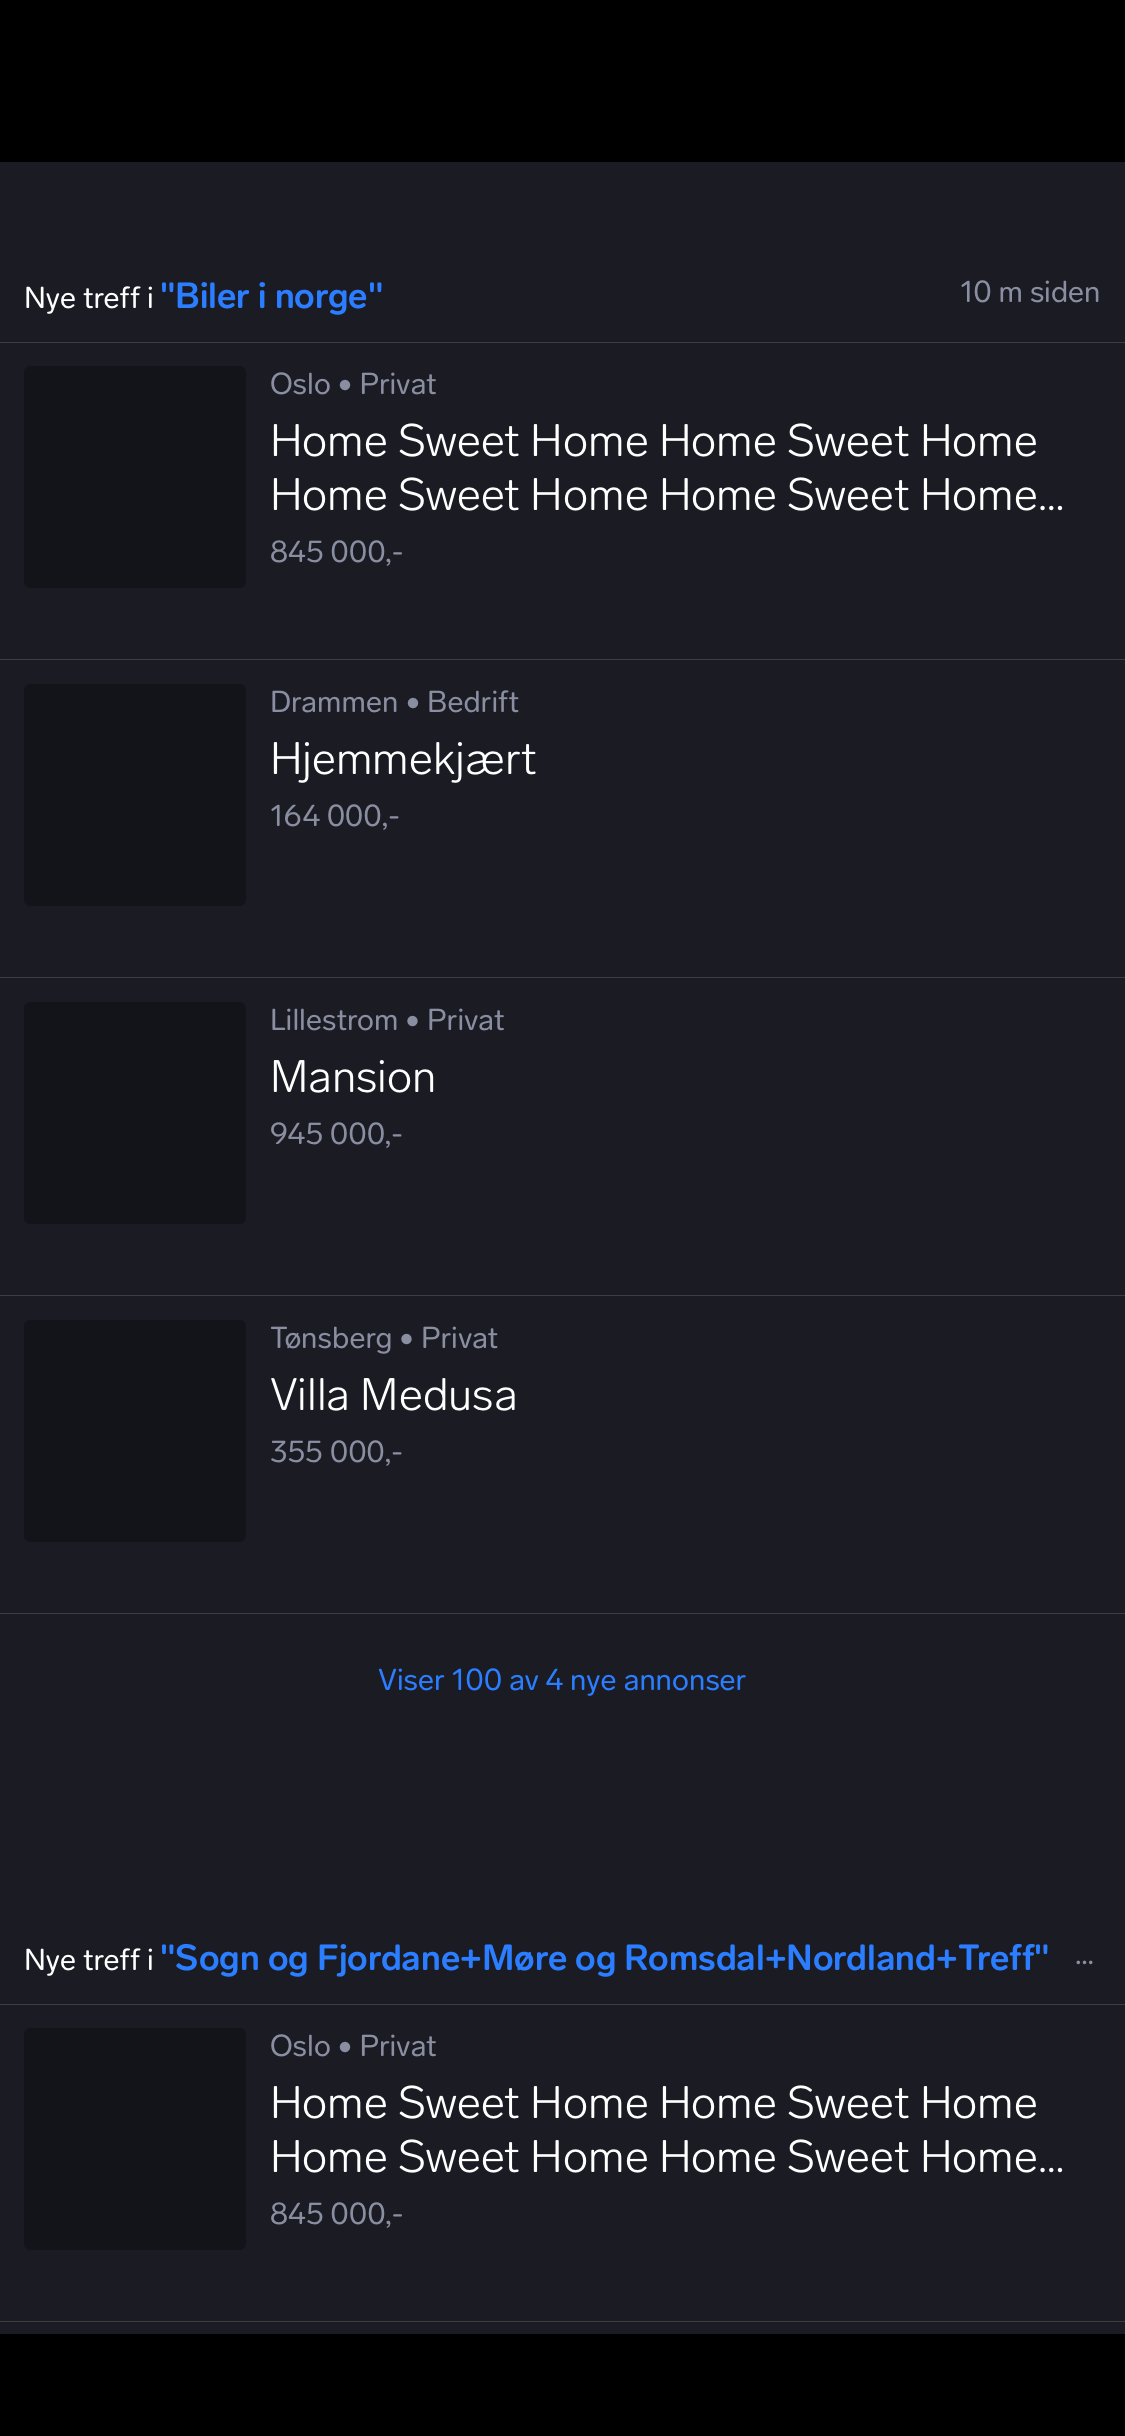 Nye treff i "Biler i norge" 10 m siden
Oslo • Privat
Home Sweet Home Home Sweet Home
Home Sweet Home Home Sweet Home...
845 000,-
Drammen • Bedrift
Hjemmekjært
164 000,-
Lillestrom • Privat
Mansion
945 000,-
Tønsberg • Privat
Villa Medusa
355 000,-
Viser 100 av 4 nye annonser
Nye treff i "Sogn og Fjordane+Møre og Romsdal+Nordland+Treff" ...
Oslo • Privat
Home Sweet Home Home Sweet Home
Home Sweet Home Home Sweet Home...
845 000,-